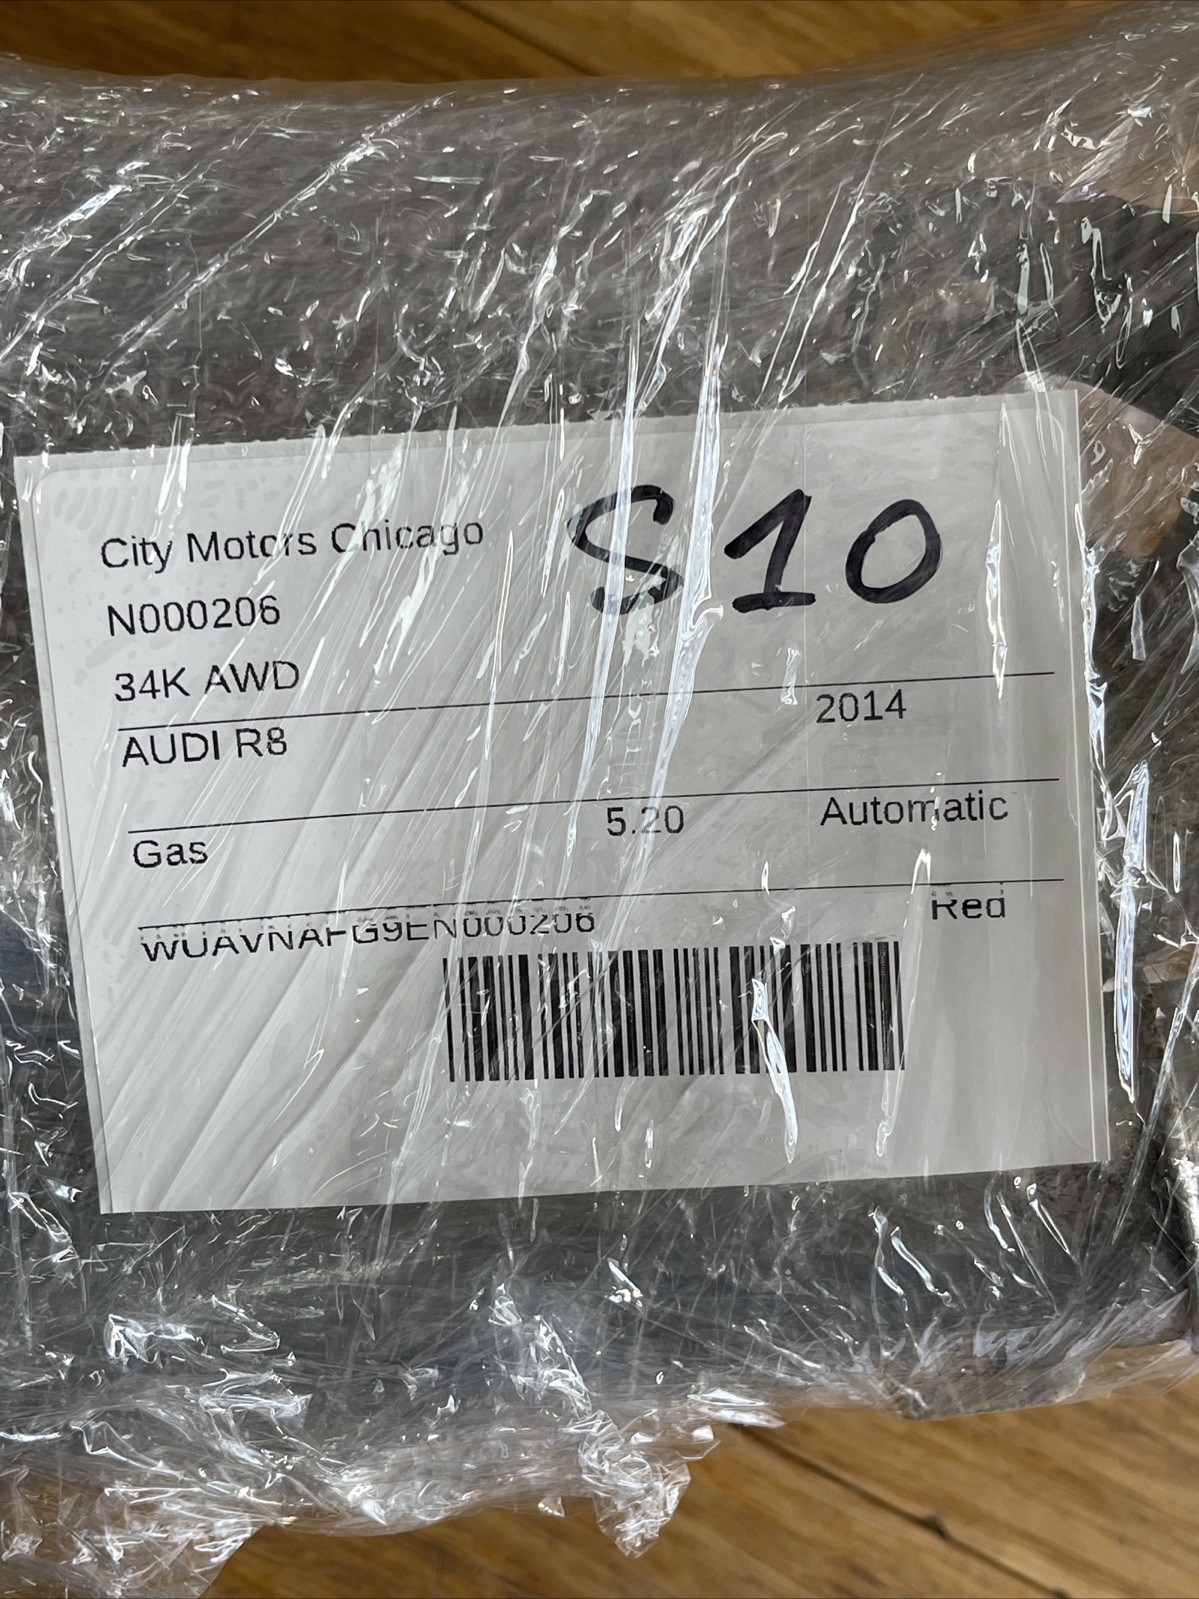 City Motors Chicago
S10
N000206
34K AWD
AUDI R8 2014
Gas 5.20 Automatic
WUAVNAFG9EN000206 Red